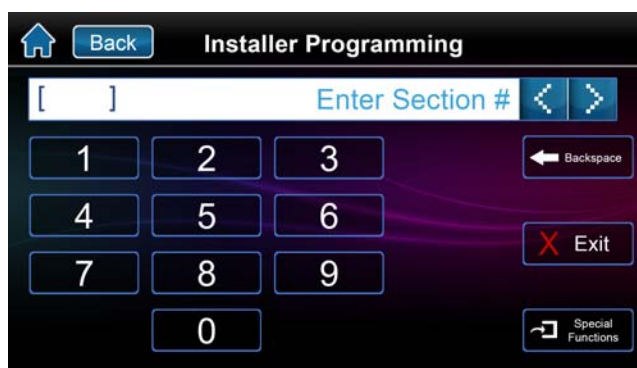 Back Installer Programming
[ ] Enter Section # < >
1 2 3 Backspace
4 5 6
X Exit
7 8 9
0 Special
Functions